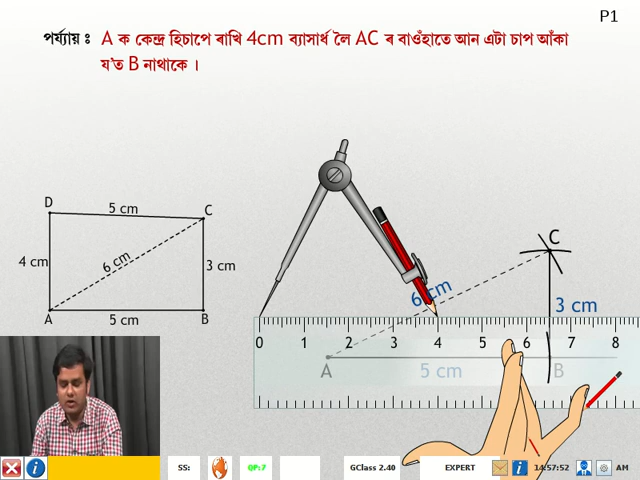 P1
পৰ্য্যায় : A ক কেন্দ্ৰ হিচাপে ৰাখি 4cm ব্যাসাৰ্ধ লৈ AC ৰ বাওঁহাতে আন এটা চাপ আঁকা
য'ত B নাথাকে ।
D
5 cm
C
4 cm
6 cm
3 cm
A
5 cm
B
C
6 cm
3 cm
0 1 2 3 4 5 6 7 8
A
5 cm
B
SS:
QP:7
GClass 2.40
EXPERT
14:57:52
AM